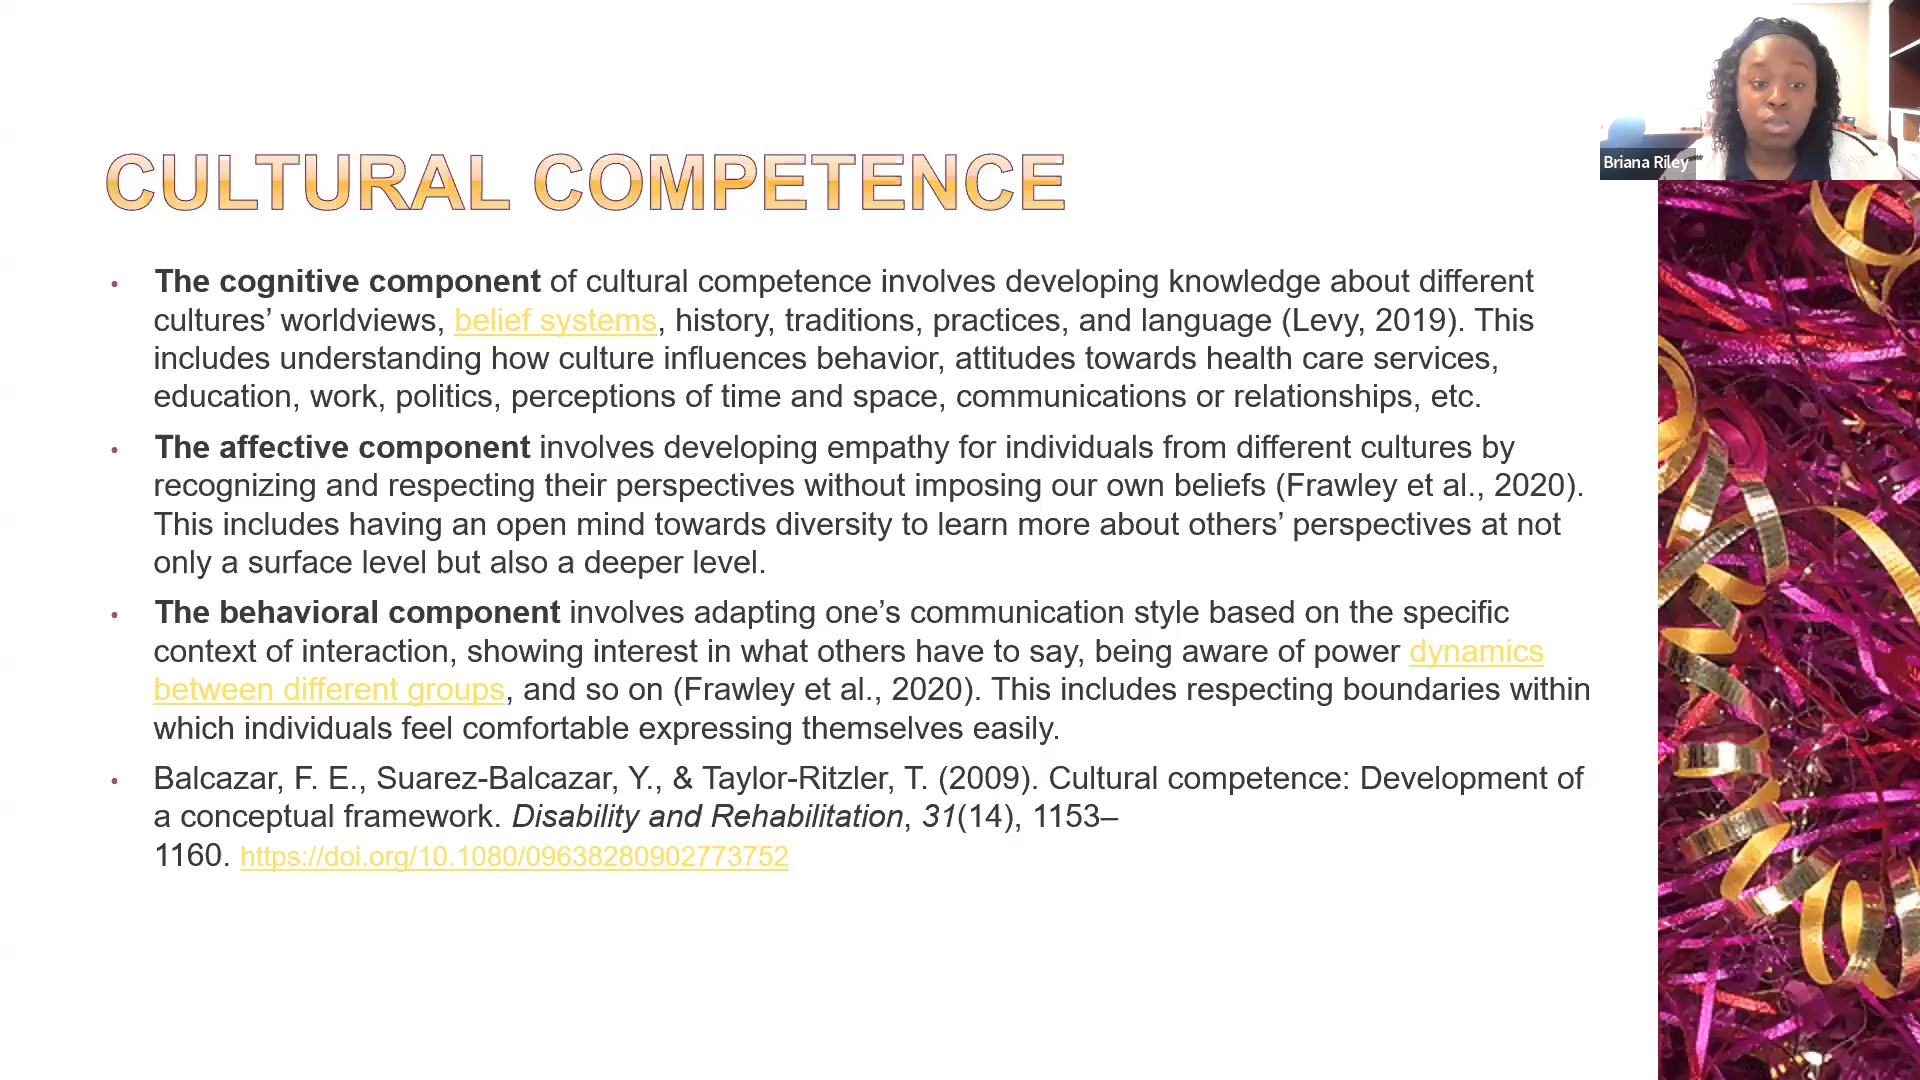 Briana Riley
CULTURAL COMPETENCE
• The cognitive component of cultural competence involves developing knowledge about different
cultures’ worldviews, belief systems, history, traditions, practices, and language (Levy, 2019). This
includes understanding how culture influences behavior, attitudes towards health care services,
education, work, politics, perceptions of time and space, communications or relationships, etc.
• The affective component involves developing empathy for individuals from different cultures by
recognizing and respecting their perspectives without imposing our own beliefs (Frawley et al., 2020).
This includes having an open mind towards diversity to learn more about others’ perspectives at not
only a surface level but also a deeper level.
• The behavioral component involves adapting one’s communication style based on the specific
context of interaction, showing interest in what others have to say, being aware of power dynamics
between different groups, and so on (Frawley et al., 2020). This includes respecting boundaries within
which individuals feel comfortable expressing themselves easily.
• Balcazar, F. E., Suarez-Balcazar, Y., & Taylor-Ritzler, T. (2009). Cultural competence: Development of
a conceptual framework. Disability and Rehabilitation, 31(14), 1153–
1160. https://doi.org/10.1080/09638280902773752